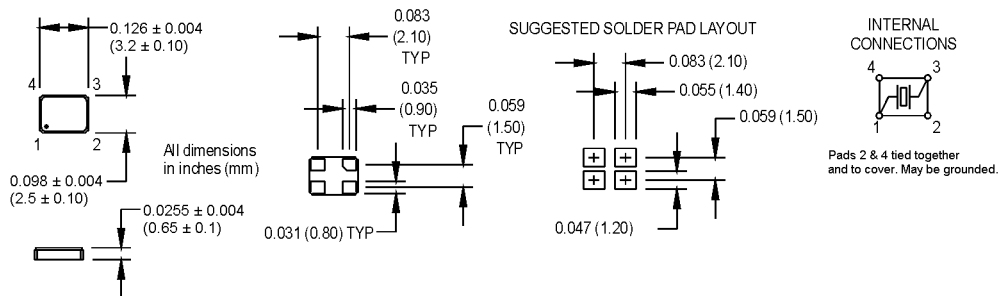 0.126 ± 0.004
(3.2 ± 0.10)
4 3
1 2
0.098 ± 0.004
(2.5 ± 0.10)
All dimensions
in inches (mm)
0.0255 ± 0.004
(0.65 ± 0.1)
0.083
(2.10)
TYP
0.035
(0.90)
TYP
0.059
(1.50)
TYP
0.031 (0.80) TYP
SUGGESTED SOLDER PAD LAYOUT
0.083 (2.10)
0.055 (1.40)
0.059 (1.50)
0.047 (1.20)
INTERNAL
CONNECTIONS
4 3
1 2
Pads 2 & 4 tied together
and to cover. May be grounded.